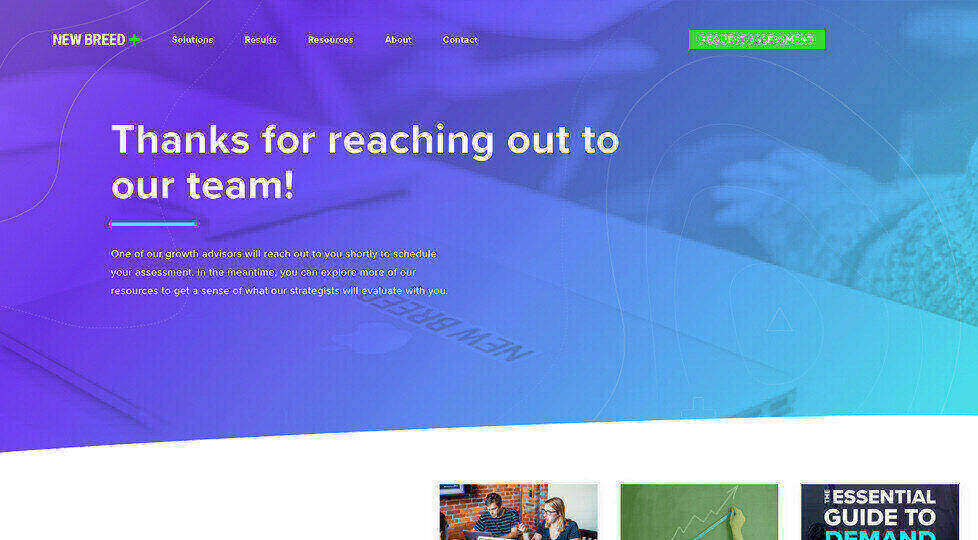 NEW BREED
Solutions
Results
Resources
About
Contact
Thanks for reaching out to
our team!
One of our growth advisors will reach out to you shortly to schedule
your assessment. In the meantime, you can explore more of our
resources to get a sense of what our strategists will evaluate with you.
NEW BREED
THE ESSENTIAL
GUIDE TO
DEMAND